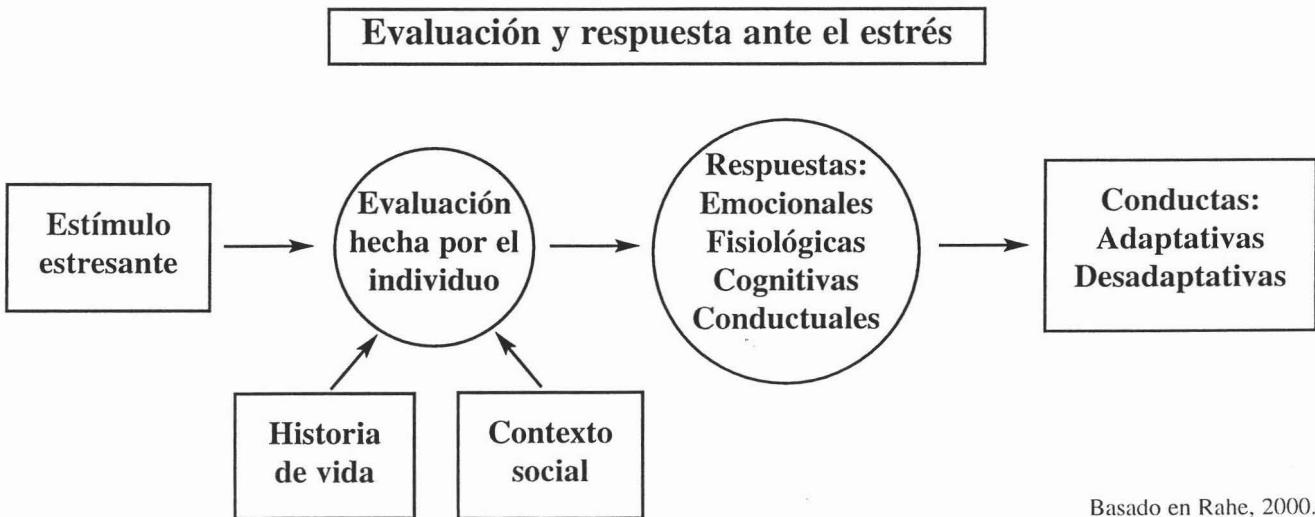 Evaluación y respuesta ante el estrés
Estímulo
estresante
Evaluación
hecha por el
individuo
Respuestas:
Emocionales
Fisiológicas
Cognitivas
Conductuales
Conductas:
Adaptativas
Desadaptativas
Historia
de vida
Contexto
social
Basado en Rahe, 2000.